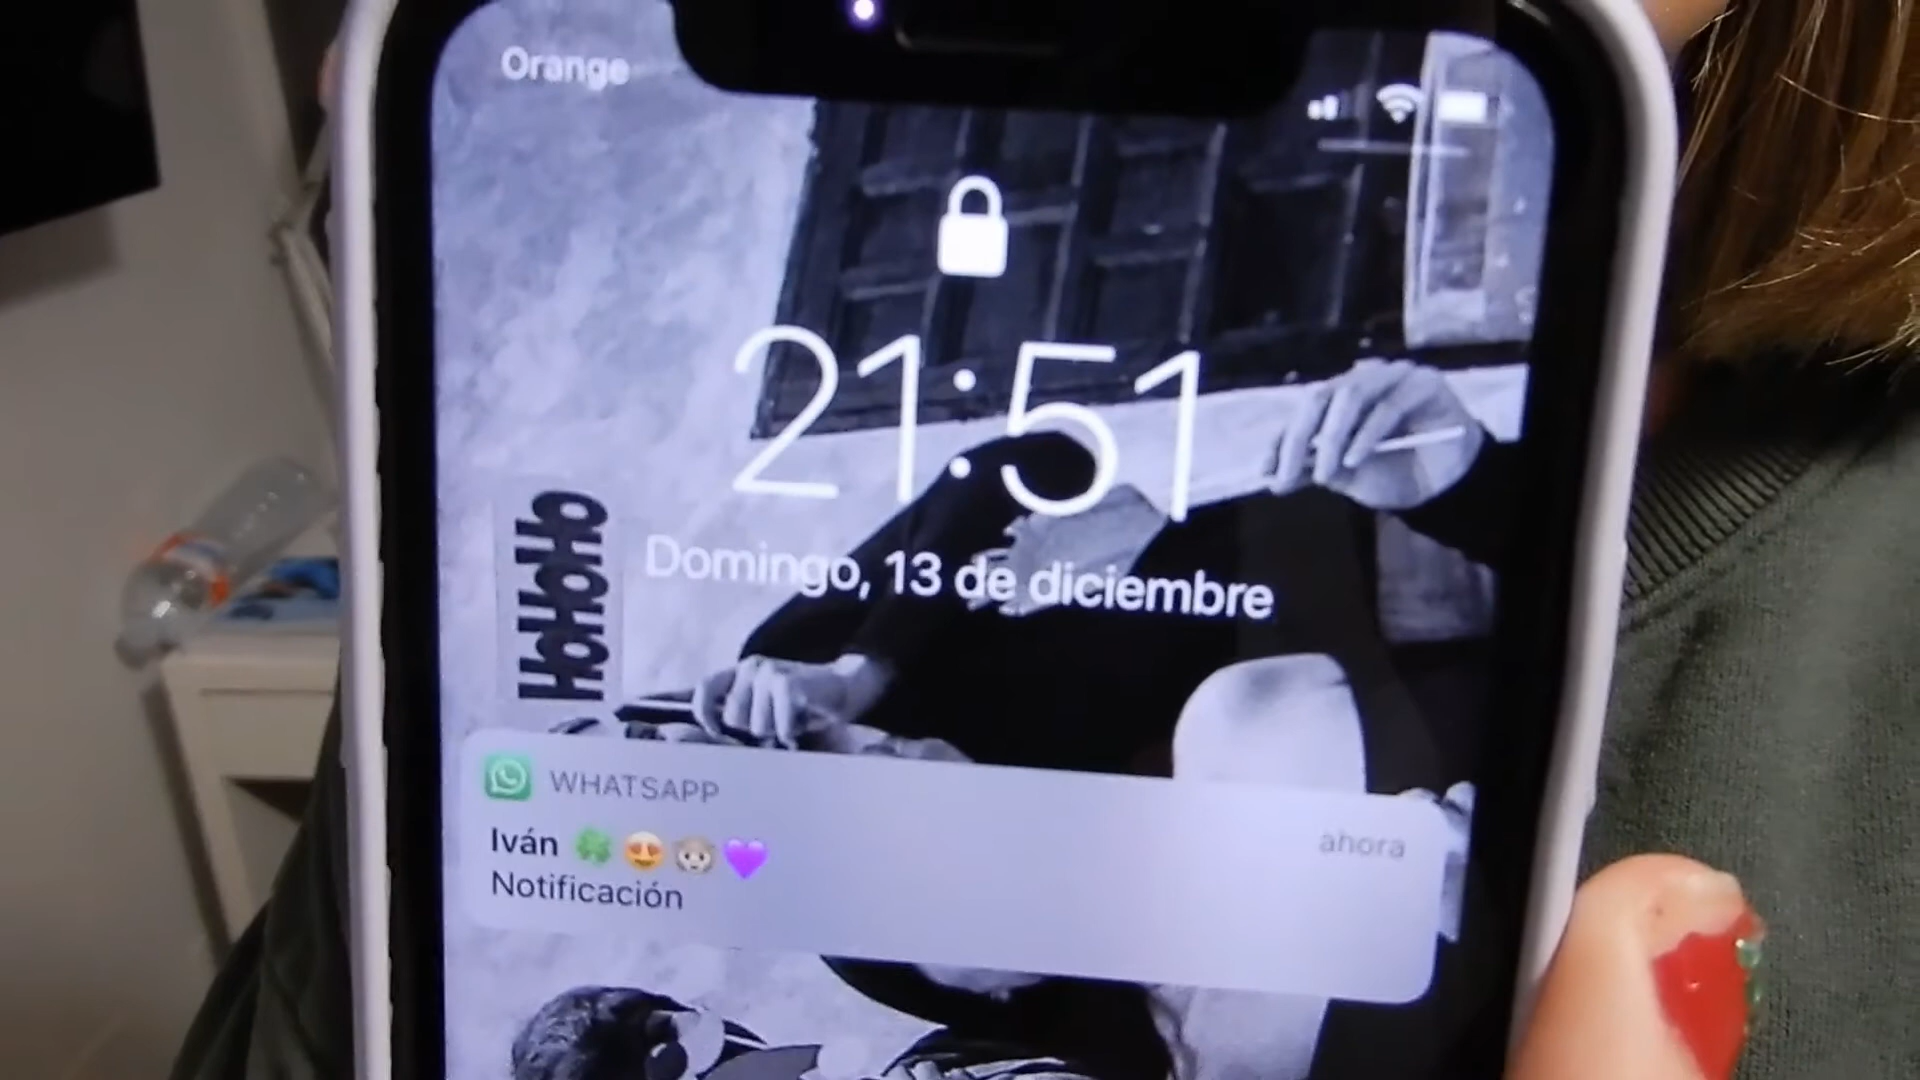 Orange
21:51
Domingo, 13 de diciembre
HoHoHo
WHATSAPP
Iván 🍀😍🐵💜
ahora
Notificación